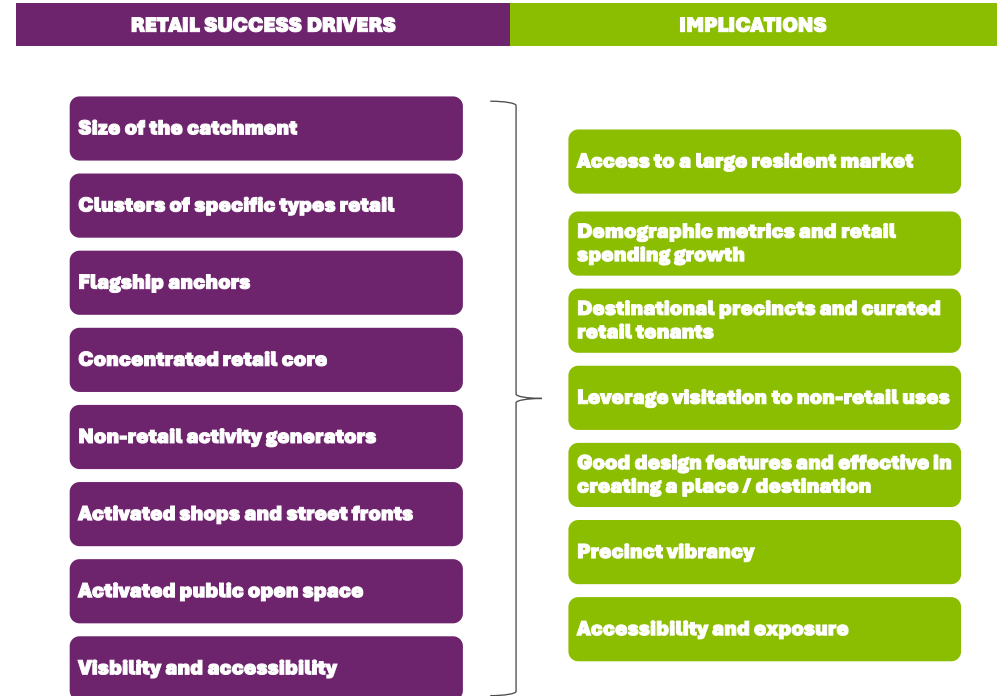 RETAIL SUCCESS DRIVERS
IMPLICATIONS
Size of the catchment
Clusters of specific types retail
Flagship anchors
Concentrated retail core
Non-retail activity generators
Activated shops and street fronts
Activated public open space
Visbility and accessibility
Access to a large resident market
Demographic metrics and retail
spending growth
Destinational precincts and curated
retail tenants
Leverage visitation to non-retail uses
Good design features and effective in
creating a place / destination
Precinct vibrancy
Accessibility and exposure